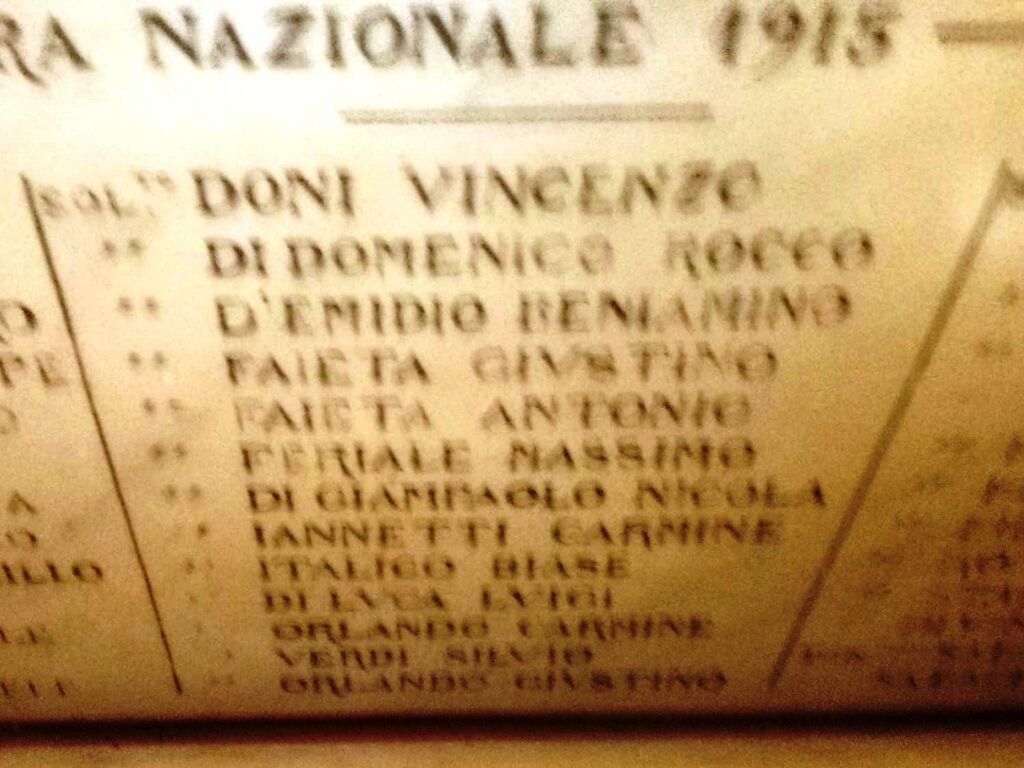 RA NAZIONALE 1915
SOL.TO DONI VINCENZO
" DI DOMENICO ROCCO
" D'EMIDIO BENIAMINO
" FAIETA GIVSTINO
" FAIETA ANTONIO
" FERIALE MASSIMO
" DI GIAMPAOLO NICOLA
" IANNETTI CARMINE
" ITALICO BIASE
" DI LVCA LVIGI
" ORLANDO CARMINE
" VERDI SILVIO
" ORLANDO GIVSTINO